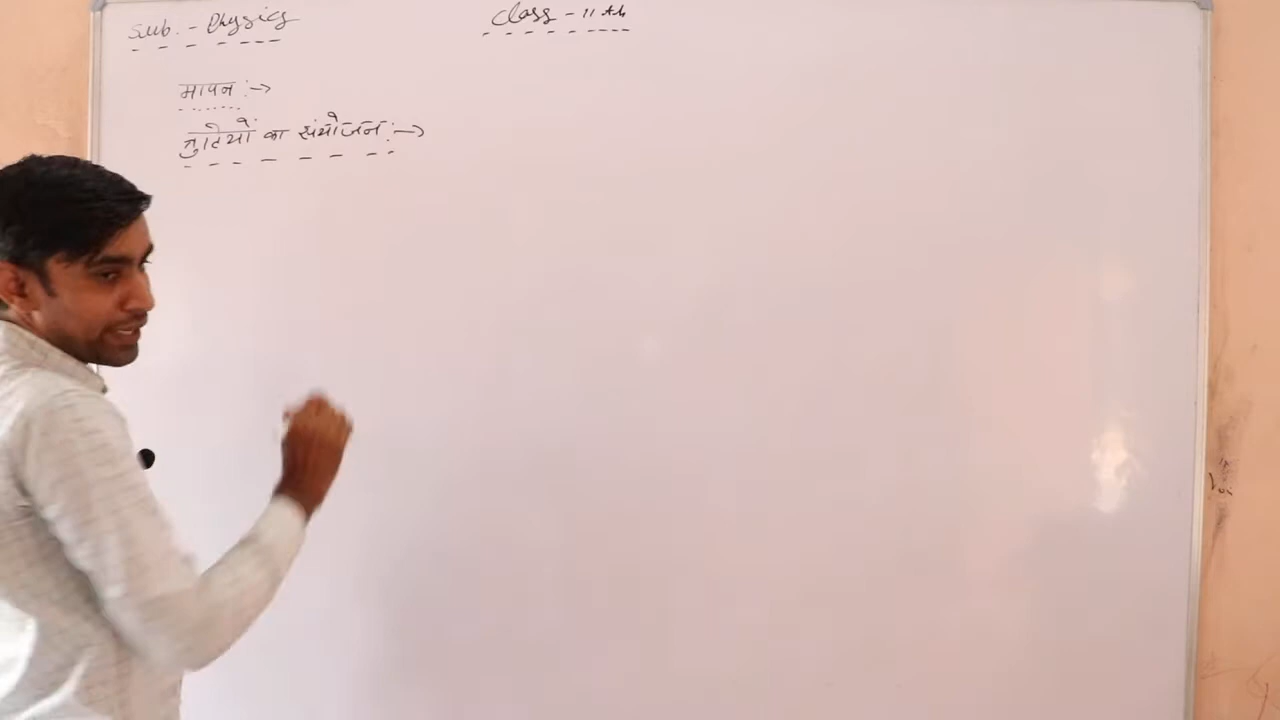 Sub. - Physics
Class - 11th
मापन :->
त्रुटियों का संयोजन :->